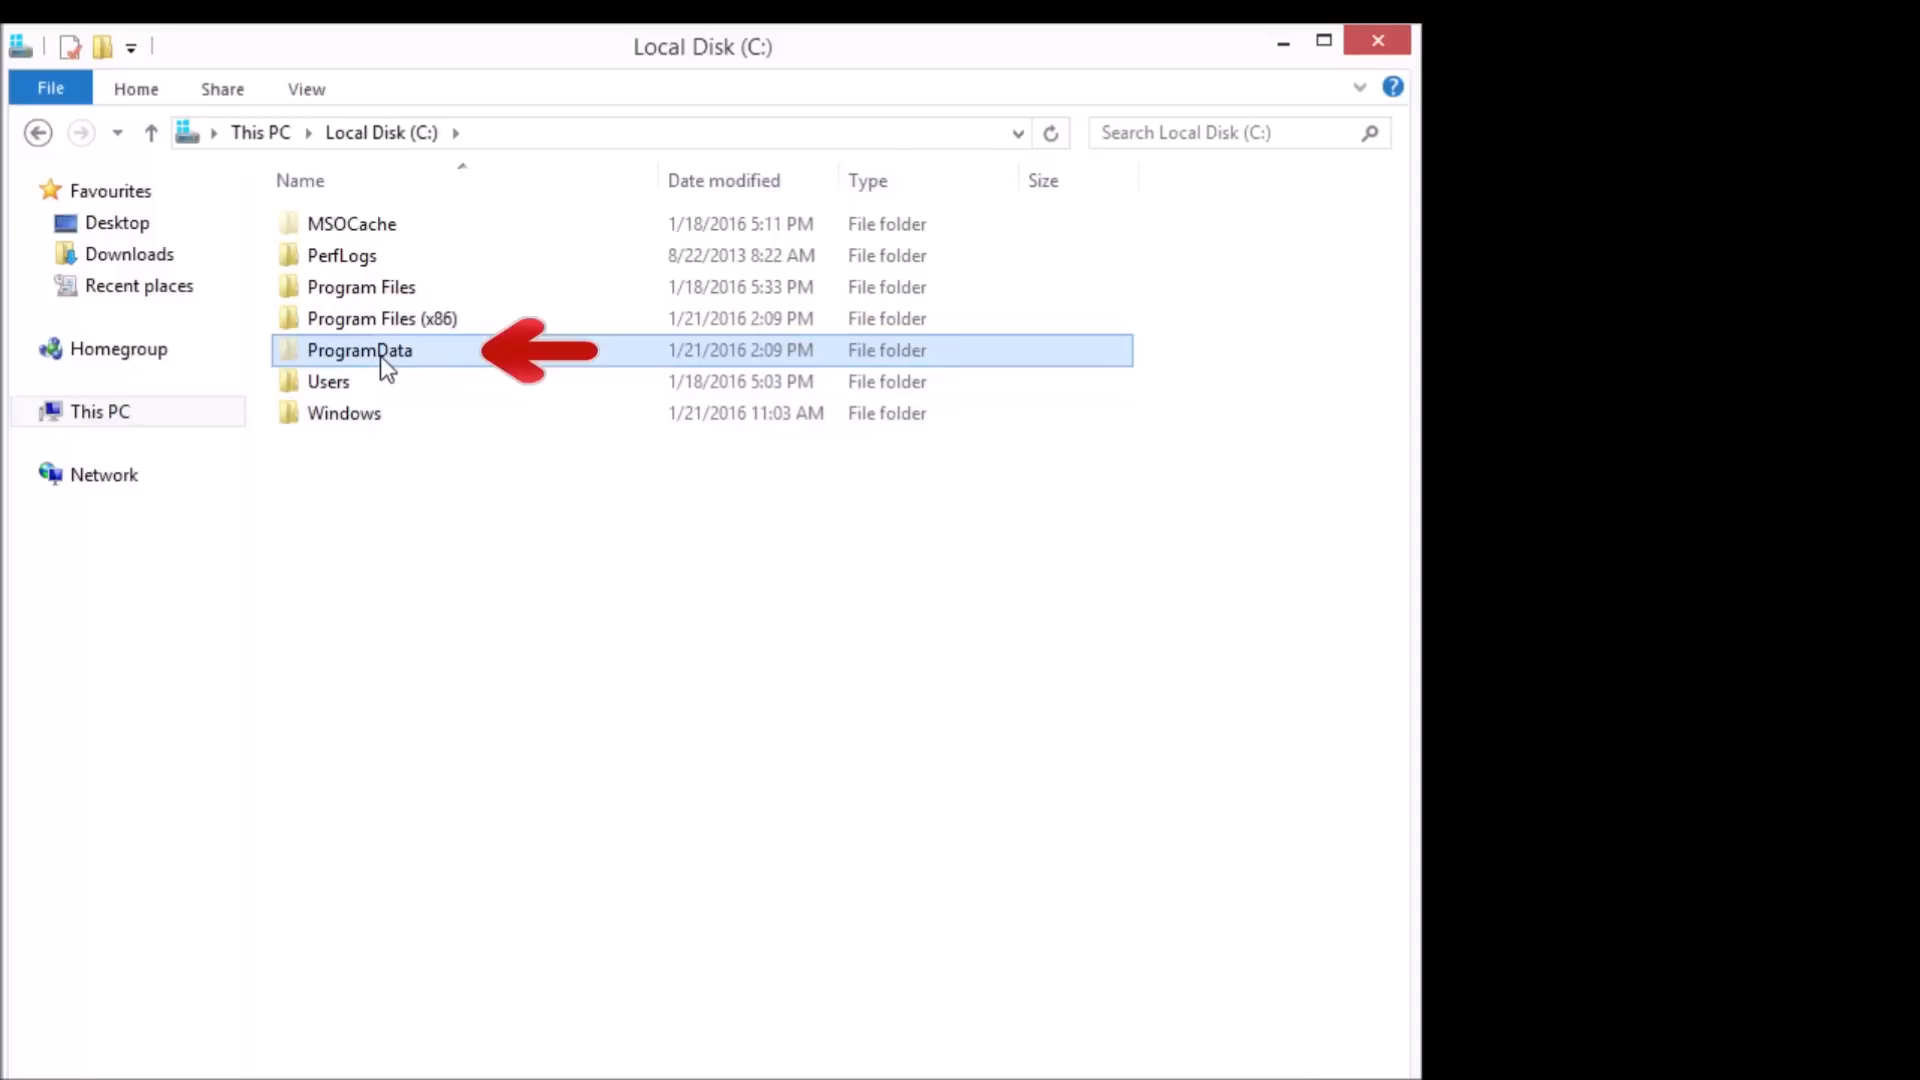 Local Disk (C:)
File Home Share View
This PC Local Disk (C:) Search Local Disk (C:)
Name Date modified Type Size
Favourites
Desktop
Downloads
Recent places
Homegroup
This PC
Network
MSOCache 1/18/2016 5:11 PM File folder
PerfLogs 8/22/2013 8:22 AM File folder
Program Files 1/18/2016 5:33 PM File folder
Program Files (x86) 1/21/2016 2:09 PM File folder
ProgramData 1/21/2016 2:09 PM File folder
Users 1/18/2016 5:03 PM File folder
Windows 1/21/2016 11:03 AM File folder